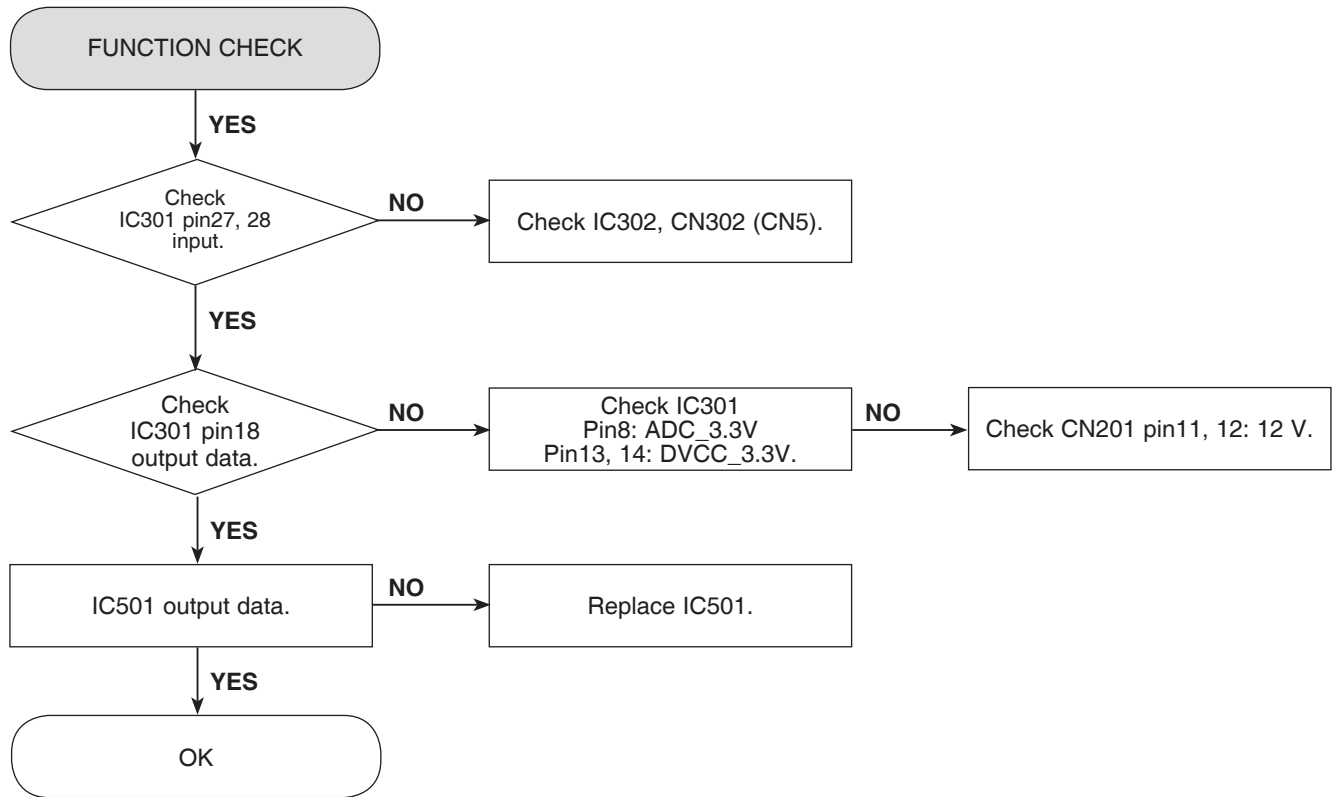 FUNCTION CHECK
YES
Check
IC301 pin27, 28
input.
NO
Check IC302, CN302 (CN5).
YES
Check
IC301 pin18
output data.
NO
Check IC301
Pin8: ADC_3.3V
Pin13, 14: DVCC_3.3V.
NO
Check CN201 pin11, 12: 12 V.
YES
IC501 output data.
NO
Replace IC501.
YES
OK